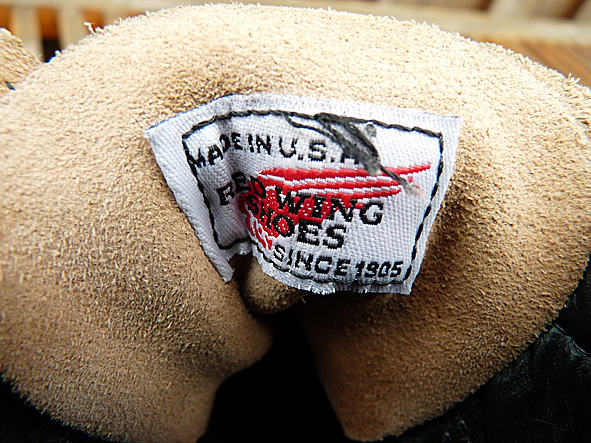 MADE IN U.S.A
RED WING
SHOES
SINCE 1905